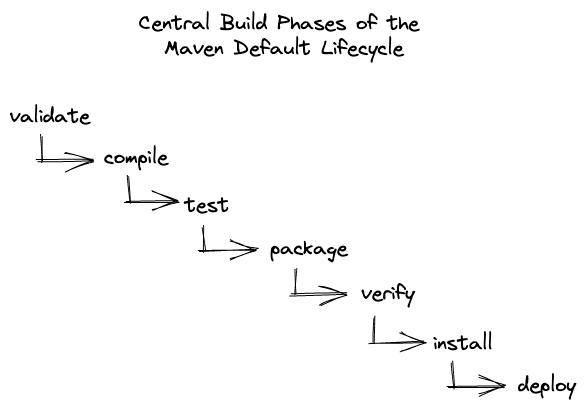 Central Build Phases of the
Maven Default Lifecycle
validate
compile
test
package
verify
install
deploy